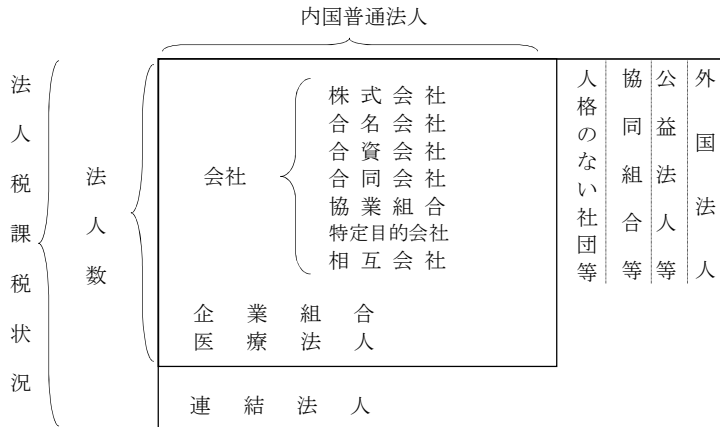 内国普通法人
法人税課税状況
法人数
会社
株式会社
合名会社
合資会社
合同会社
協業組合
特定目的会社
相互会社
企業組合
医療法人
連結法人
人格のない社団等
協同組合等
公益法人等
外国法人